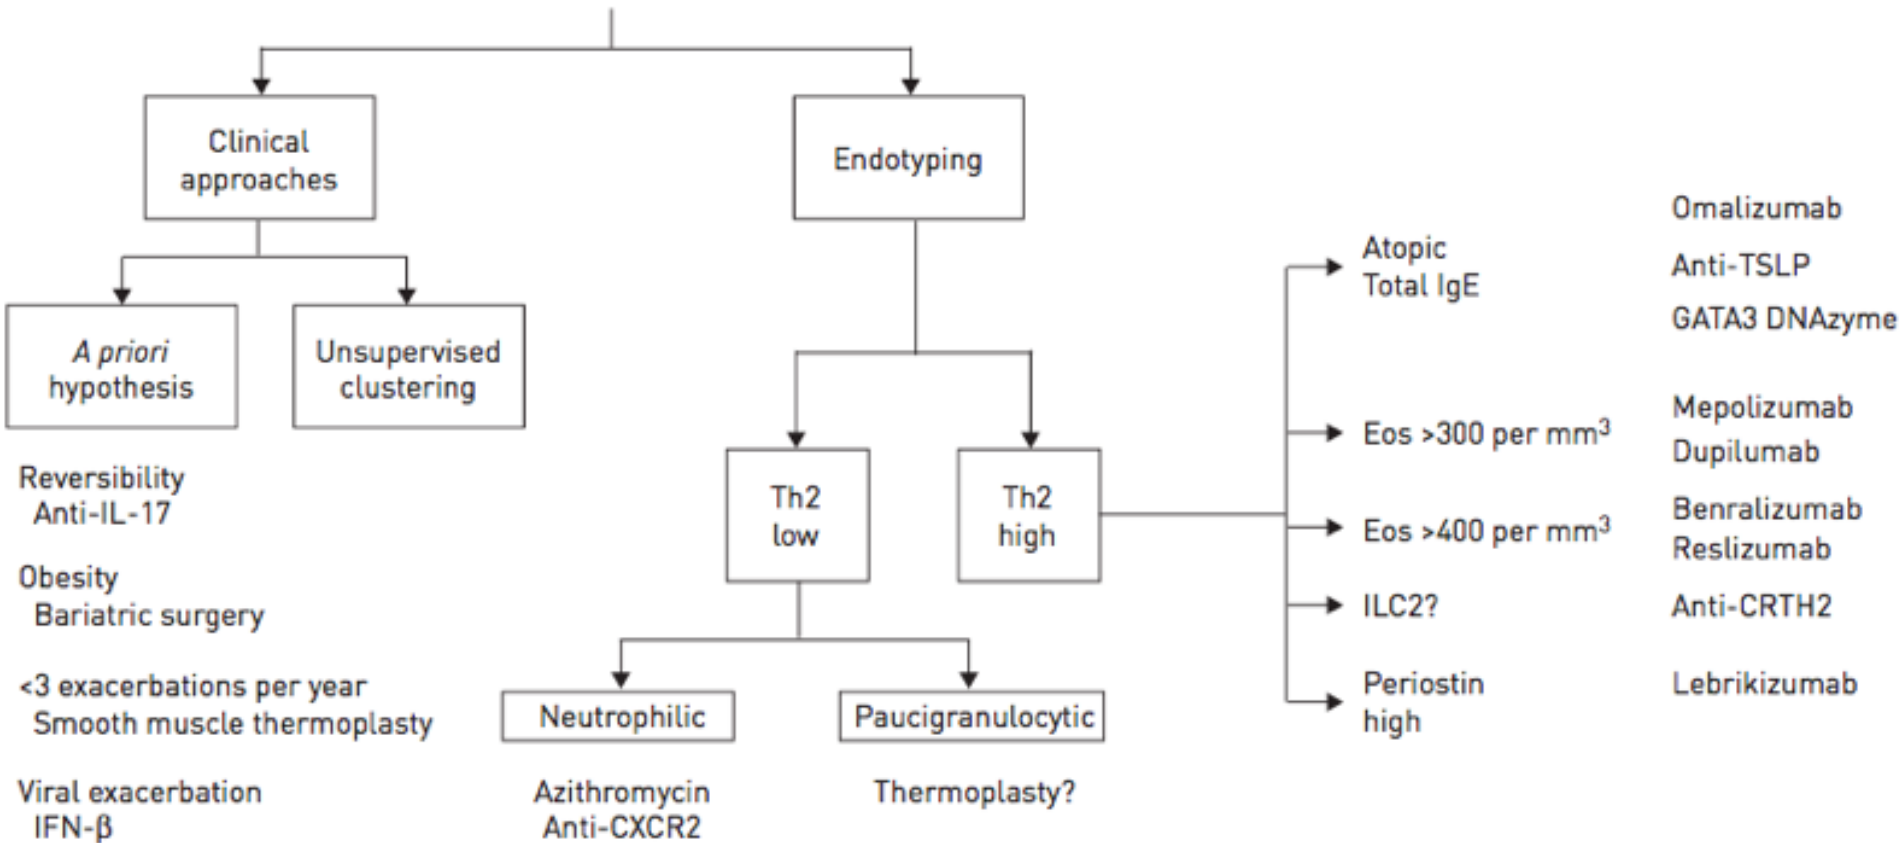 Clinical
approaches
Endotyping
A priori
hypothesis
Unsupervised
clustering
Reversibility
Anti-IL-17
Obesity
Bariatric surgery
<3 exacerbations per year
Smooth muscle thermoplasty
Viral exacerbation
IFN-β
Th2
low
Th2
high
Neutrophilic
Paucigranulocytic
Azithromycin
Anti-CXCR2
Thermoplasty?
Atopic
Total IgE
Omalizumab
Anti-TSLP
GATA3 DNAzyme
Eos >300 per mm³
Mepolizumab
Dupilumab
Eos >400 per mm³
Benralizumab
Reslizumab
ILC2?
Anti-CRTH2
Periostin
high
Lebrikizumab